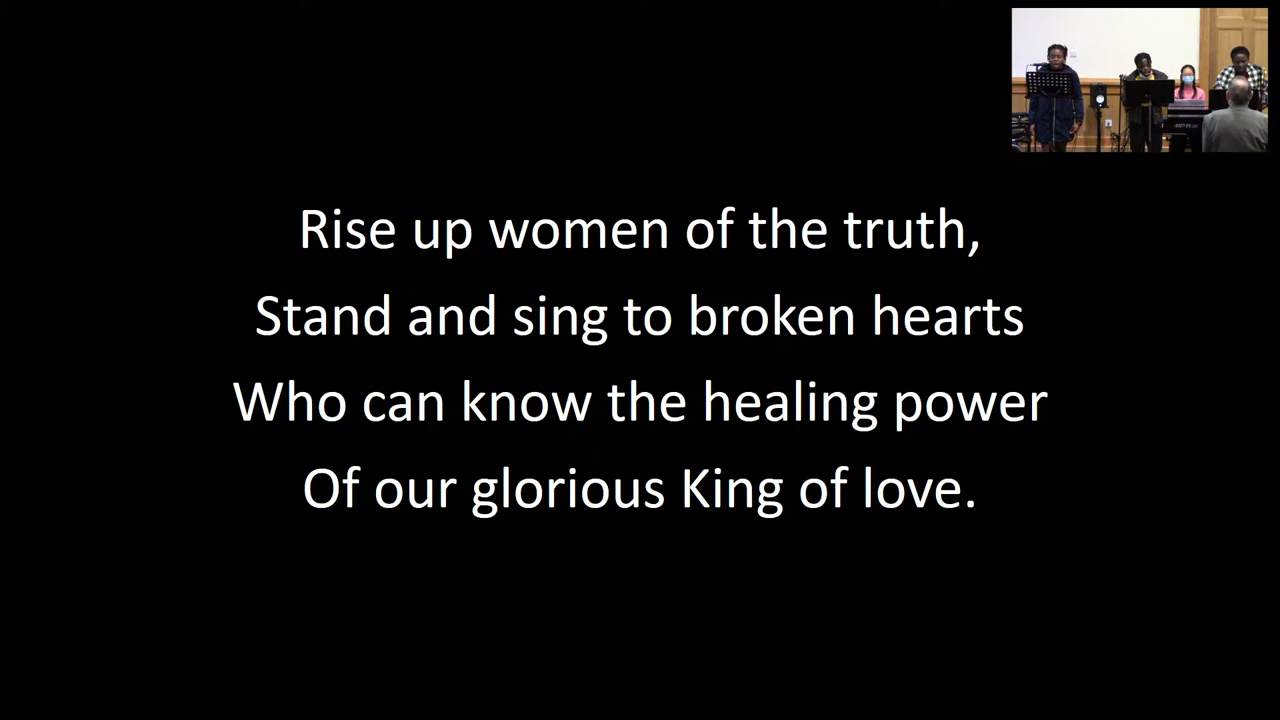 Rise up women of the truth,
Stand and sing to broken hearts
Who can know the healing power
Of our glorious King of love.